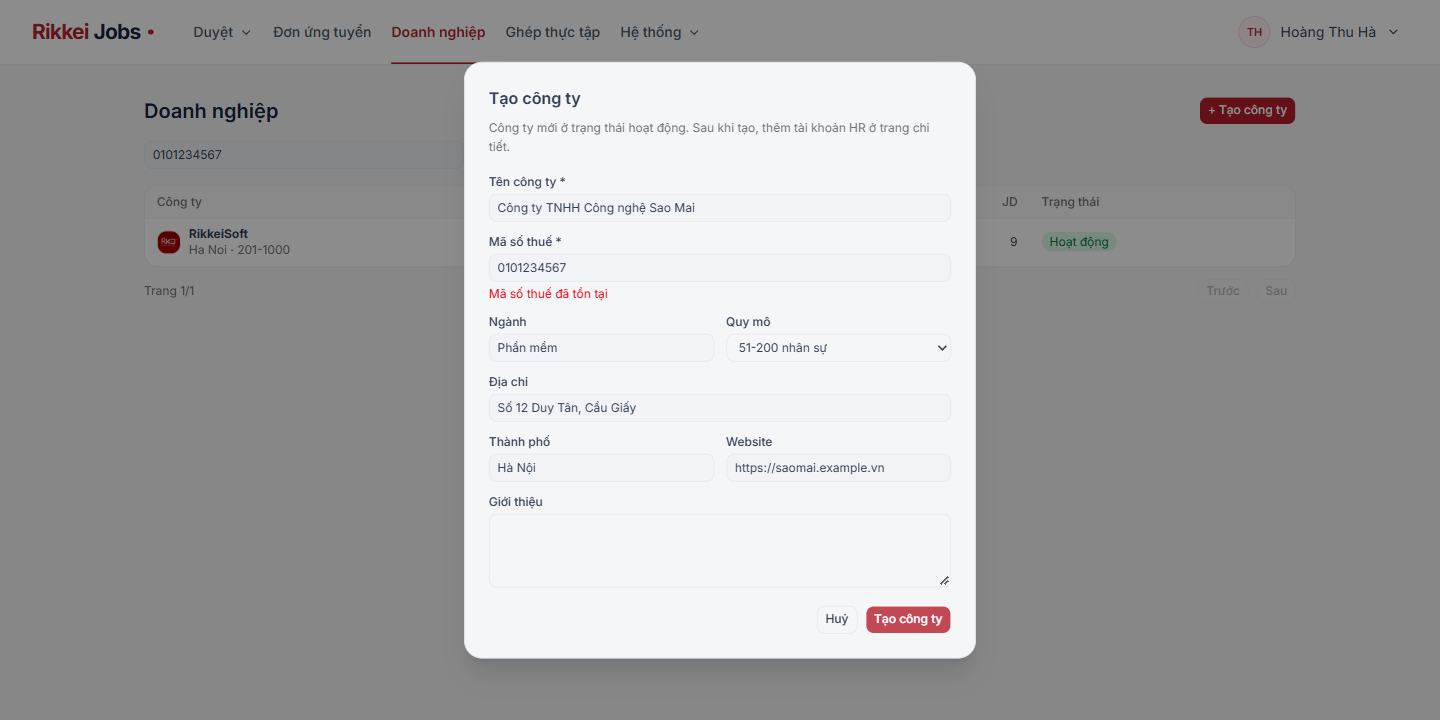 Rikkei Jobs
Duyệt
Đơn ứng tuyển
Doanh nghiệp
Ghép thực tập
Hệ thống
TH
Hoàng Thu Hà
Doanh nghiệp
+ Tạo công ty
0101234567
Công ty
JD
Trạng thái
RikkeiSoft
Ha Noi · 201-1000
9
Hoạt động
Trang 1/1
Trước
Sau
Tạo công ty
Công ty mới ở trạng thái hoạt động. Sau khi tạo, thêm tài khoản HR ở trang chi
tiết.
Tên công ty *
Công ty TNHH Công nghệ Sao Mai
Mã số thuế *
0101234567
Mã số thuế đã tồn tại
Ngành
Quy mô
Phần mềm
51-200 nhân sự
Địa chỉ
Số 12 Duy Tân, Cầu Giấy
Thành phố
Website
Hà Nội
https://saomai.example.vn
Giới thiệu
Huỷ
Tạo công ty